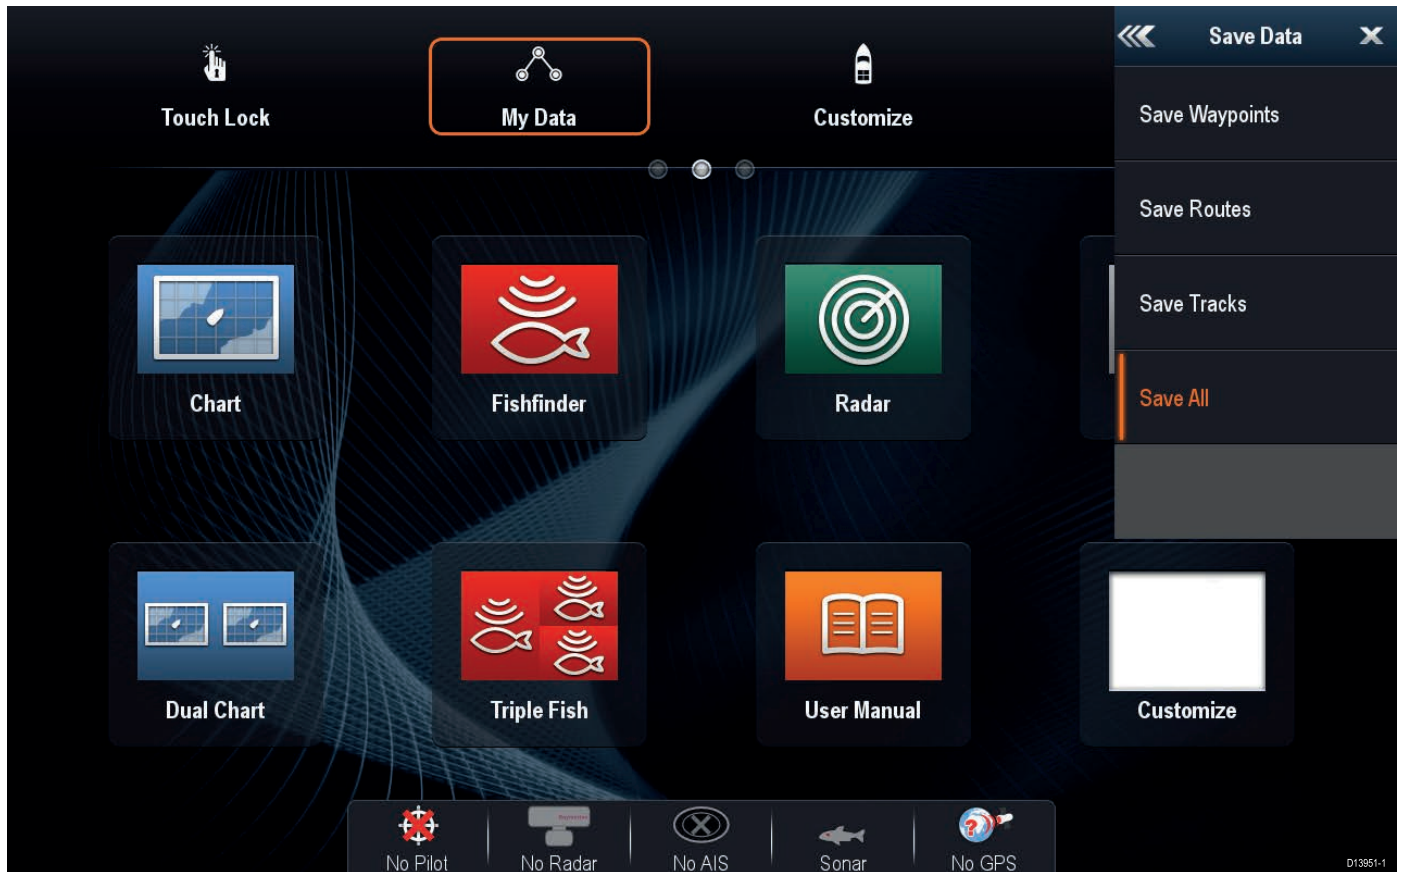 Touch Lock
My Data
Customize
Save Data
Save Waypoints
Save Routes
Save Tracks
Save All
Chart
Fishfinder
Radar
Dual Chart
Triple Fish
User Manual
Customize
No Pilot
No Radar
No AIS
Sonar
No GPS
D13951-1